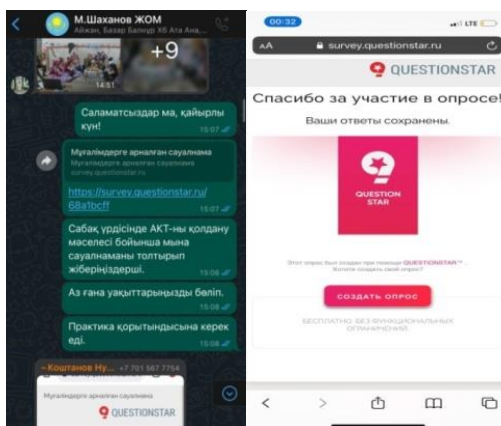 М.Шаханов ЖОМ
Айжан, Базар Балнұр Хб Ата Ана,...
+9
14:51
Саламатсыздар ма, қайырлы
күн!
15:07
Мұғалімдерге арналған сауалнама
Мұғалімдерге арналған сауалнама
survey.questionstar.ru
https://survey.questionstar.ru/
68a1bcff
15:07
Сабақ үрдісінде АКТ-ны қолдану
мәселесі бойынша мына
сауалнаманы толтырып
жіберіңіздерші.
15:08
Аз ғана уақыттарыңызды бөліп.
15:08
Практика қорытындысына керек
еді.
15:08
~Коштанов Ну... +7 701 567 7764
Мұғалімдерге арналған сауалнама
QUESTIONSTAR
00:32
LTE
AA survey.questionstar.ru
QUESTIONSTAR
Спасибо за участие в опросе!
Ваши ответы сохранены.
QUESTION
STAR
Этот опрос был создан при помощи QUESTIONSTAR™.
Хотите создать свой опрос?
СОЗДАТЬ ОПРОС
БЕСПЛАТНО. БЕЗ ФУНКЦИОНАЛЬНЫХ
ОГРАНИЧЕНИЙ.